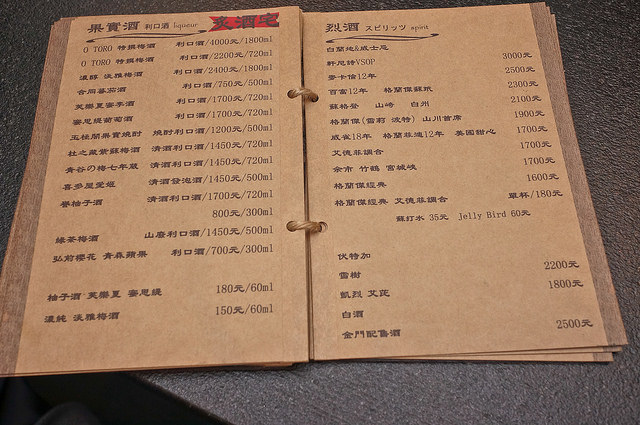 果實酒 利口酒 liqueur 炙酒宅
O TORO 特撰梅酒 利口酒/4000元/1800ml
O TORO 特撰梅酒 利口酒/2200元/720ml
濃醇 淡雅梅酒 利口酒/2400元/1800ml
合同蕃茄酒 利口酒/750元/500ml
芙樂夏蜜李酒 利口酒/1700元/720ml
蜜思緹葡萄酒 利口酒/1700元/720ml
玉桂閣果實燒酎 燒酎利口酒/1200元/500ml
杜之藏紫蘇梅酒 清酒利口酒/1450元/720ml
青谷の梅七年藏 清酒利口酒/1450元/720ml
喜多屋愛姬 清酒發泡酒/1450元/500ml
譽柚子酒 清酒利口酒/1700元/720ml
800元/300ml
綠茶梅酒 山廢利口酒/1450元/500ml
弘前櫻花 青森蘋果 利口酒/700元/300ml
柚子酒 芙樂夏 蜜思緹 180元/60ml
濃純 淡雅梅酒 150元/60ml
烈酒 スピリッツ spirit
白蘭地&威士忌
軒尼詩VSOP 3000元
麥卡倫12年 2500元
百富12年 格蘭傑蘇玳 2300元
蘇格登 山崎 白州 2100元
格蘭傑(雪莉 波特) 山川首席 1900元
成雀18年 格蘭菲迪12年 美國甜心 1700元
艾德菲調合 1700元
余市 竹鶴 宮城峽 1700元
格蘭傑經典 1600元
格蘭傑經典 艾德菲調合 單杯/180元
蘇打水 35元 Jelly Bird 60元
伏特加
雪樹 2200元
凱烈 艾芘 1800元
白酒
金門配魯酒 2500元